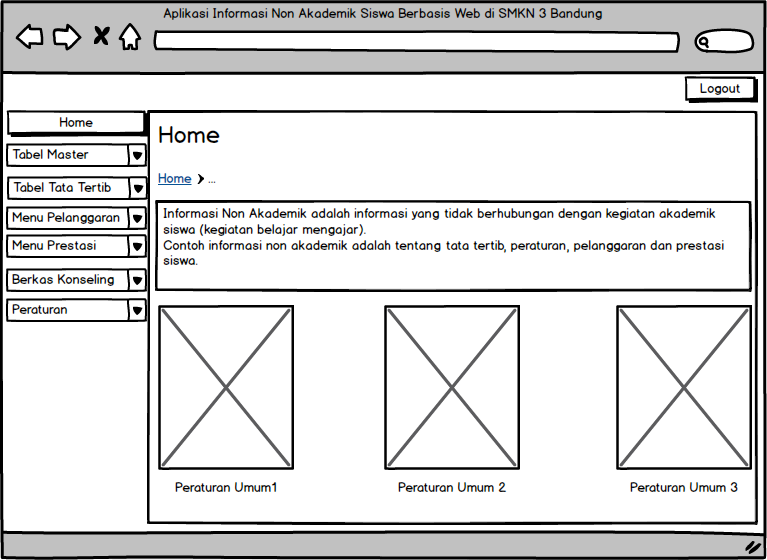 Aplikasi Informasi Non Akademik Siswa Berbasis Web di SMKN 3 Bandung
Logout
Home
Tabel Master
Tabel Tata Tertib
Menu Pelanggaran
Menu Prestasi
Berkas Konseling
Peraturan
Home
Home > ...
Informasi Non Akademik adalah informasi yang tidak berhubungan dengan kegiatan akademik
siswa (kegiatan belajar mengajar).
Contoh informasi non akademik adalah tentang tata tertib, peraturan, pelanggaran dan prestasi
siswa.
Peraturan Umum1
Peraturan Umum 2
Peraturan Umum 3